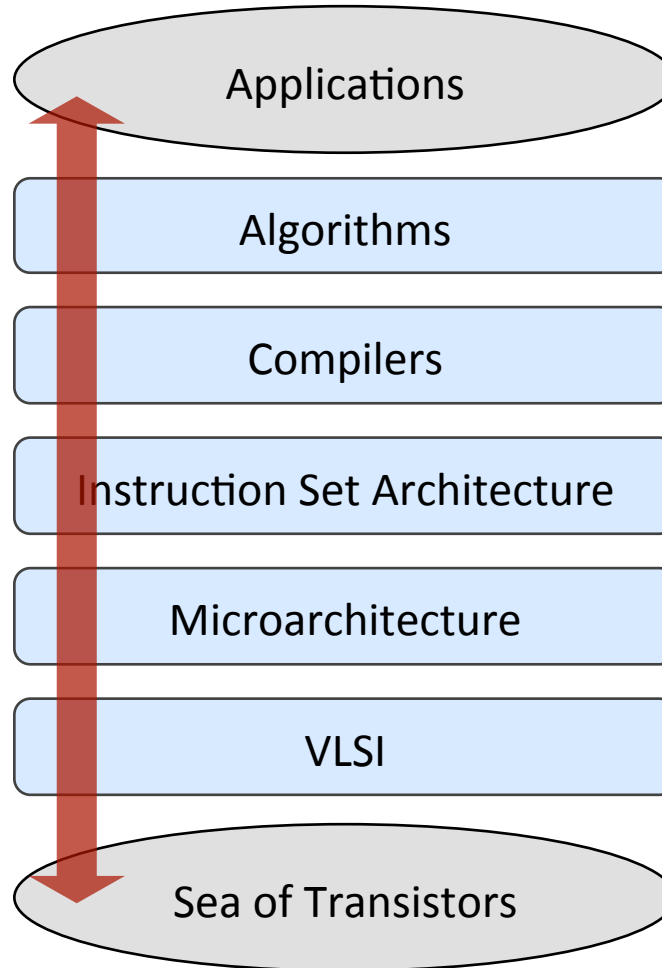 Applications
Algorithms
Compilers
Instruction Set Architecture
Microarchitecture
VLSI
Sea of Transistors